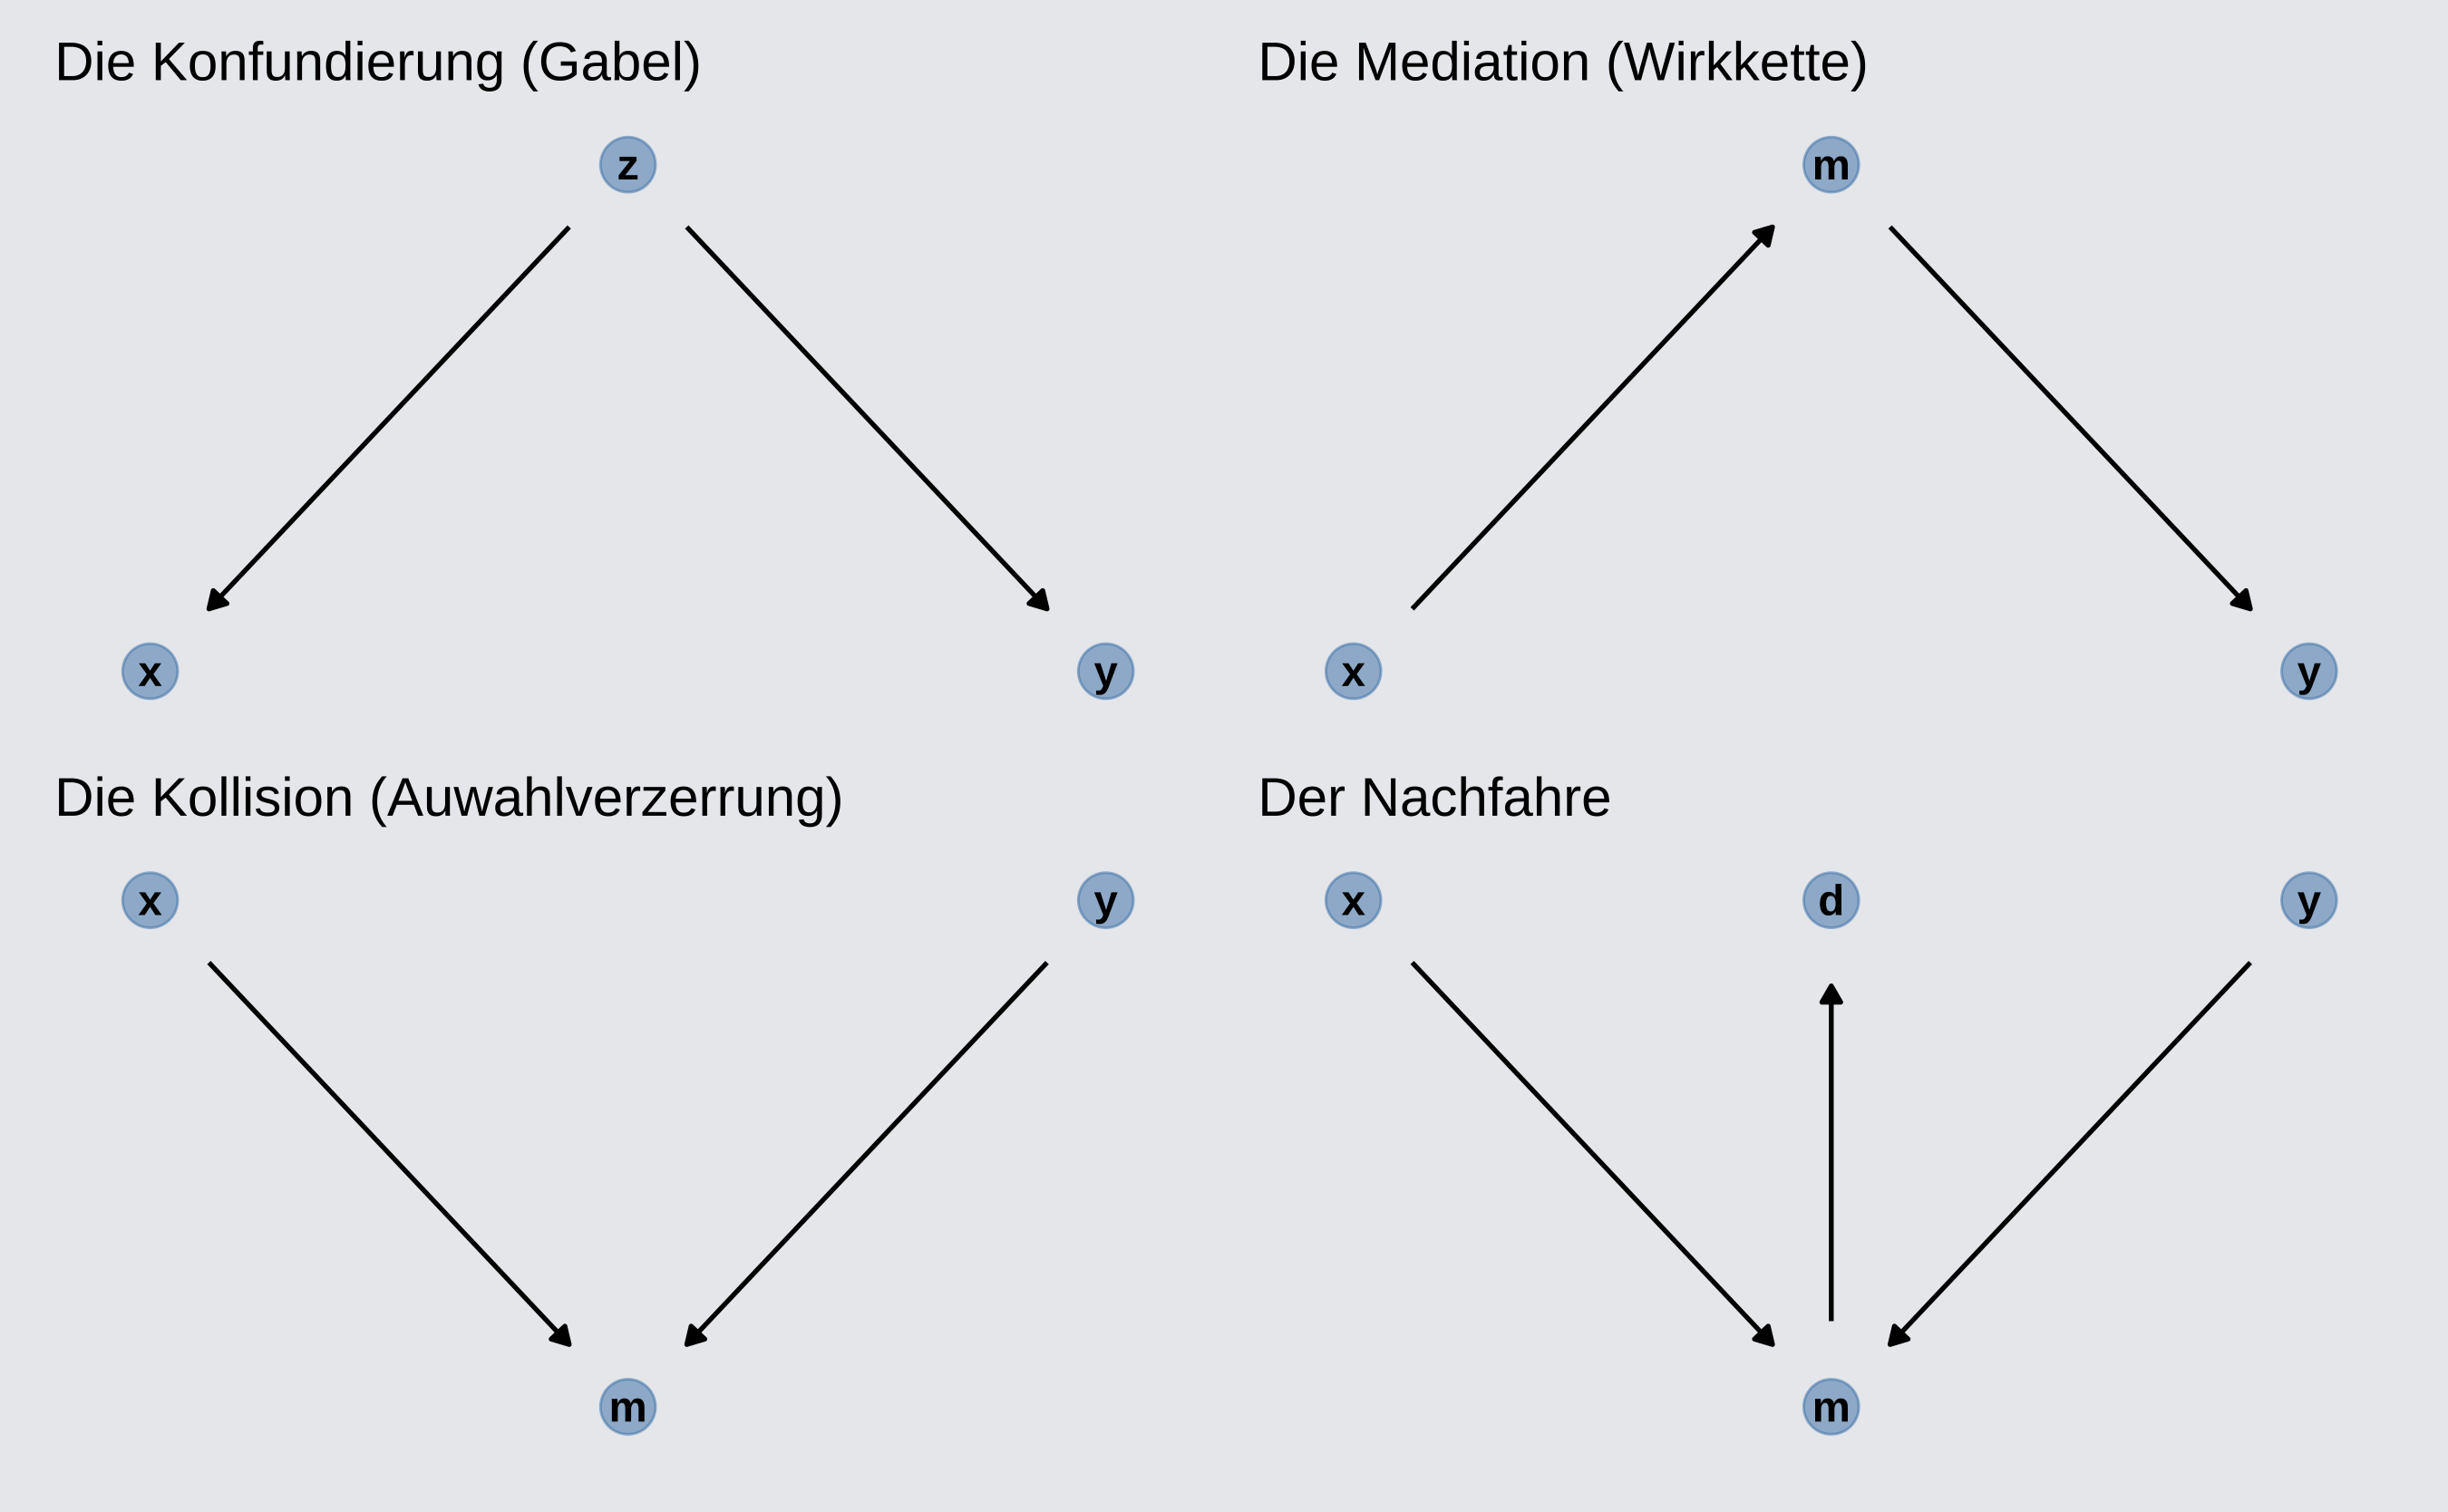 Die Konfundierung (Gabel)
z
x
y
Die Mediation (Wirkkette)
m
x
y
Die Kollision (Auwahlverzerrung)
x
y
m
Der Nachfahre
x
d
y
m